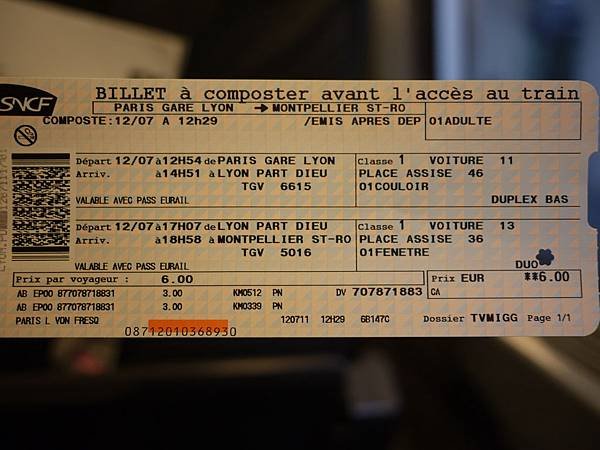 SNCF
BILLET à composter avant l'accès au train
PARIS GARE LYON → MONTPELLIER ST-RO
COMPOSTE:12/07 A 12h29 /EMIS APRES DEP 01ADULTE
Départ 12/07 à 12H54 de PARIS GARE LYON Classe 1 VOITURE 11
Arriv. à 14H51 à LYON PART DIEU PLACE ASSISE 46
TGV 6615 01COULOIR
VALABLE AVEC PASS EURAIL DUPLEX BAS
Départ 12/07 à 17H07 de LYON PART DIEU Classe 1 VOITURE 13
Arriv. à 18H58 à MONTPELLIER ST-RO PLACE ASSISE 36
TGV 5016 01FENETRE
VALABLE AVEC PASS EURAIL DUO
Prix par voyageur : 6.00 Prix EUR **6.00
AB EP00 877078718831 3.00 KM0512 PN DV 707871883 CA
AB EP00 877078718831 3.00 KM0339 PN
PARIS L VON FRESQ 120711 12H29 6B147C Dossier TVMIGG Page 1/1
08712010368930